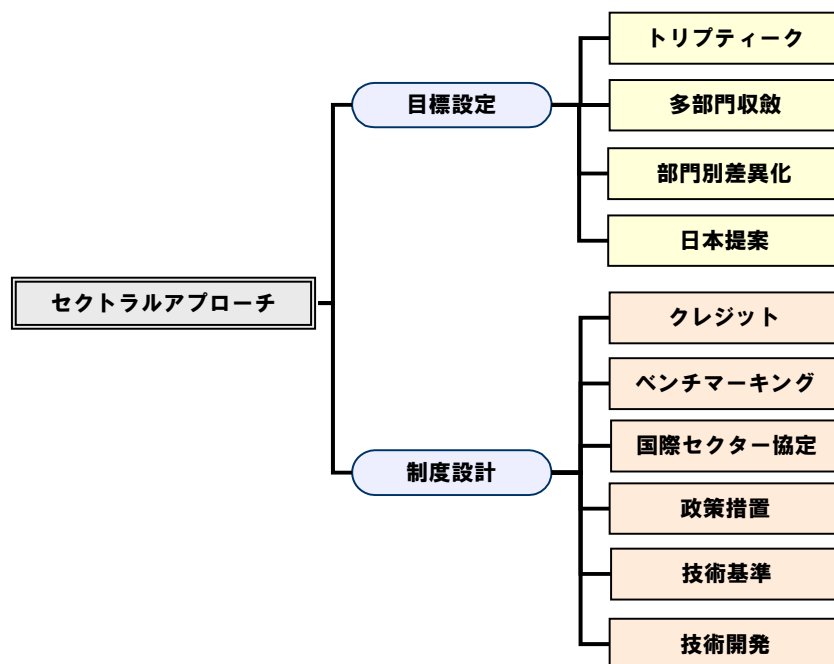 セクトラルアプローチ
目標設定
トリプティーク
多部門収斂
部門別差異化
日本提案
制度設計
クレジット
ベンチマーキング
国際セクター協定
政策措置
技術基準
技術開発